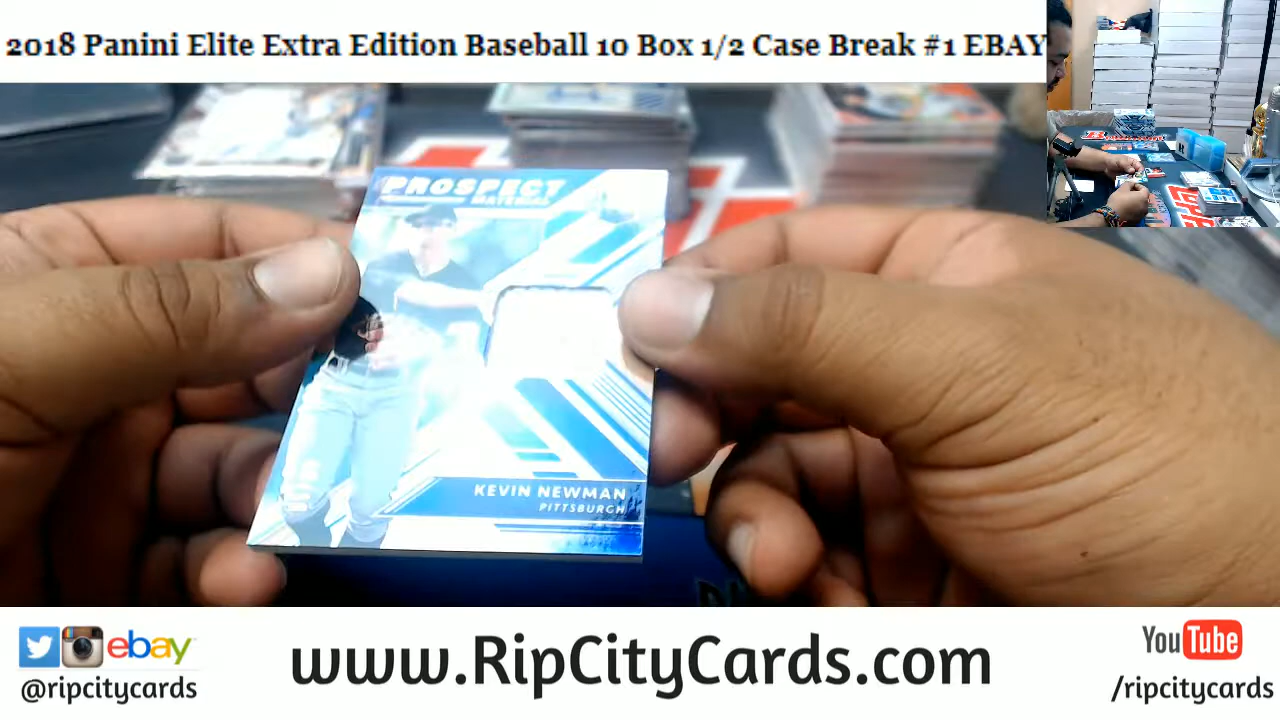 2018 Panini Elite Extra Edition Baseball 10 Box 1/2 Case Break #1 EBAY
PROSPECT
MATERIAL
KEVIN NEWMAN
PITTSBURGH
ebay
@ripcitycards
www.RipCityCards.com
YouTube
/ripcitycards